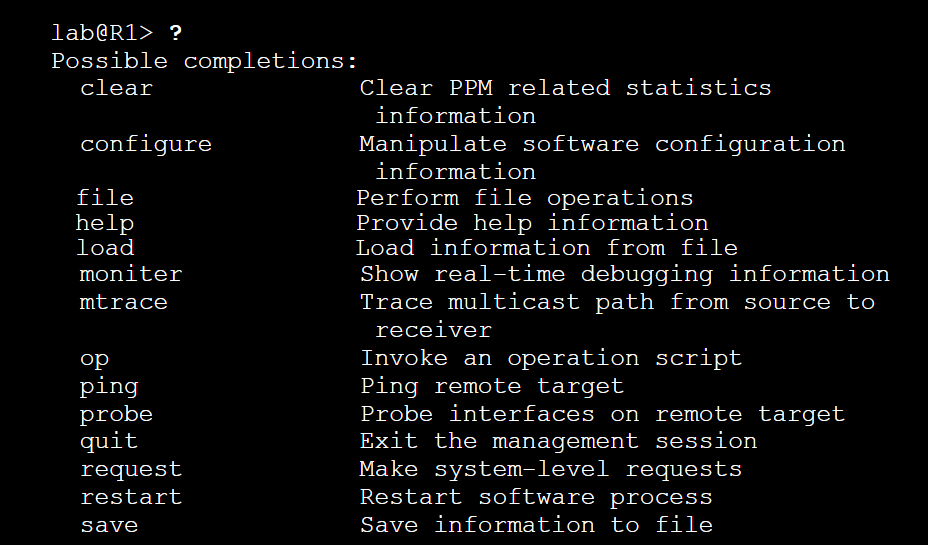 lab@R1> ?
Possible completions:
clear Clear PPM related statistics
information
configure Manipulate software configuration
information
file Perform file operations
help Provide help information
load Load information from file
moniter Show real-time debugging information
mtrace Trace multicast path from source to
receiver
op Invoke an operation script
ping Ping remote target
probe Probe interfaces on remote target
quit Exit the management session
request Make system-level requests
restart Restart software process
save Save information to file